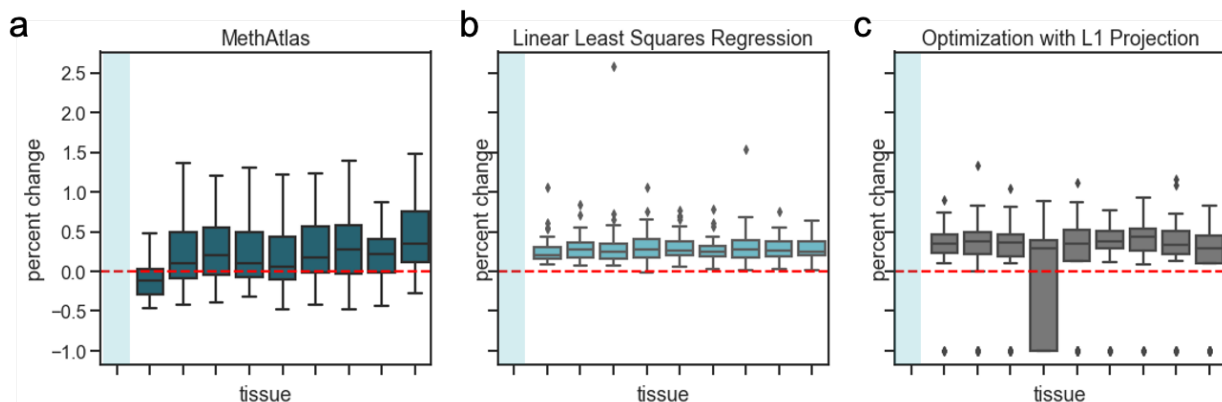 a
MethAtlas
percent change
2.5
2.0
1.5
1.0
0.5
0.0
−0.5
−1.0
tissue
b
Linear Least Squares Regression
percent change
tissue
c
Optimization with L1 Projection
percent change
tissue